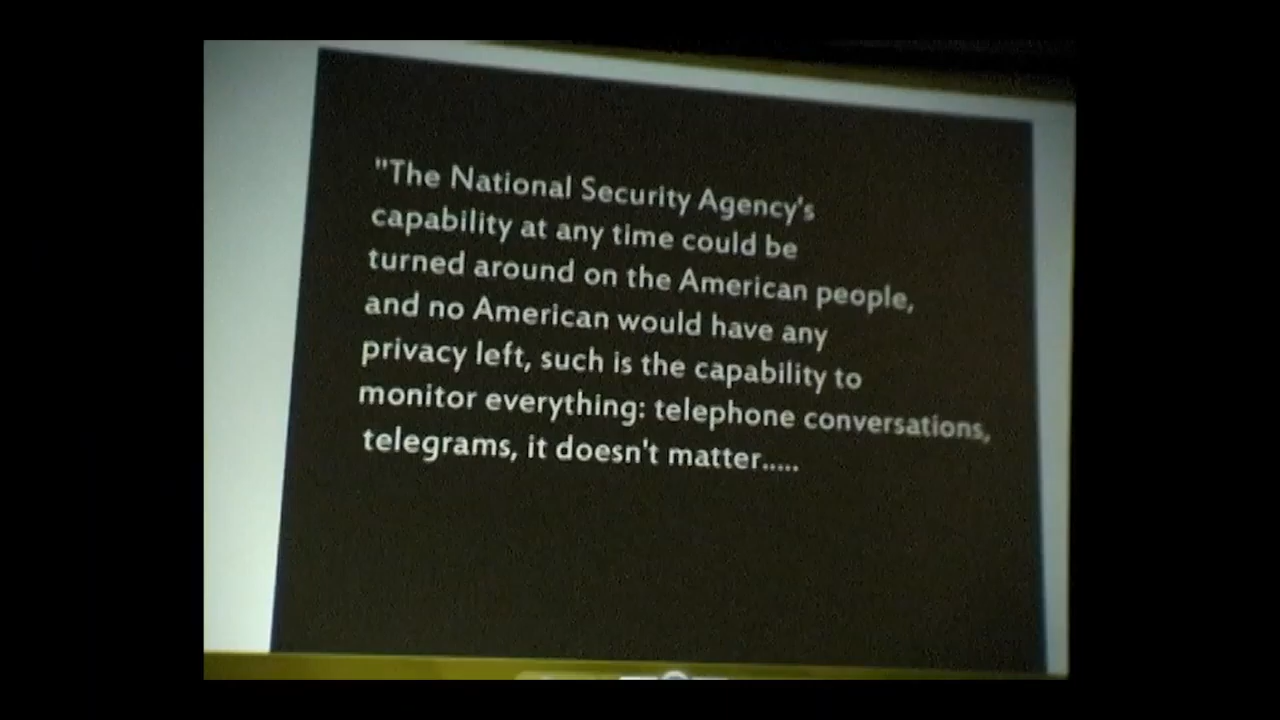 "The National Security Agency's
capability at any time could be
turned around on the American people,
and no American would have any
privacy left, such is the capability to
monitor everything: telephone conversations,
telegrams, it doesn't matter.....